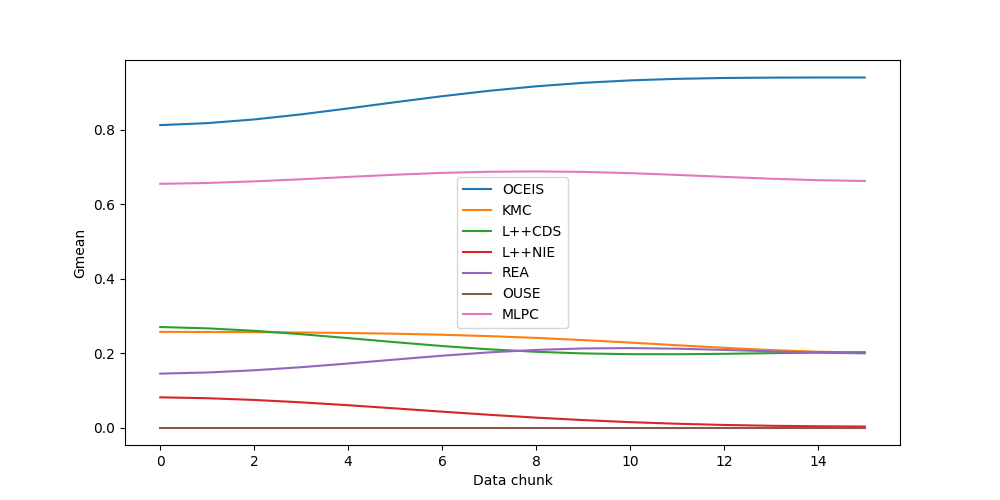 0.8
0.6
0.4
0.2
0.0
Gmean
OCEIS
KMC
L++CDS
L++NIE
REA
OUSE
MLPC
0 2 4 6 8 10 12 14
Data chunk